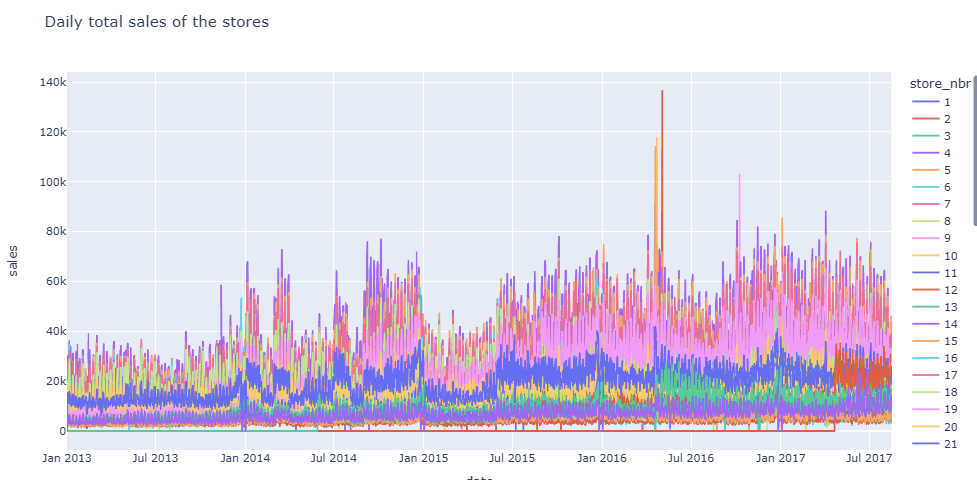 Daily total sales of the stores
140k
120k
100k
80k
60k
40k
20k
0
sales
Jan 2013
Jul 2013
Jan 2014
Jul 2014
Jan 2015
Jul 2015
Jan 2016
Jul 2016
Jan 2017
Jul 2017
date
store_nbr
1
2
3
4
5
6
7
8
9
10
11
12
13
14
15
16
17
18
19
20
21